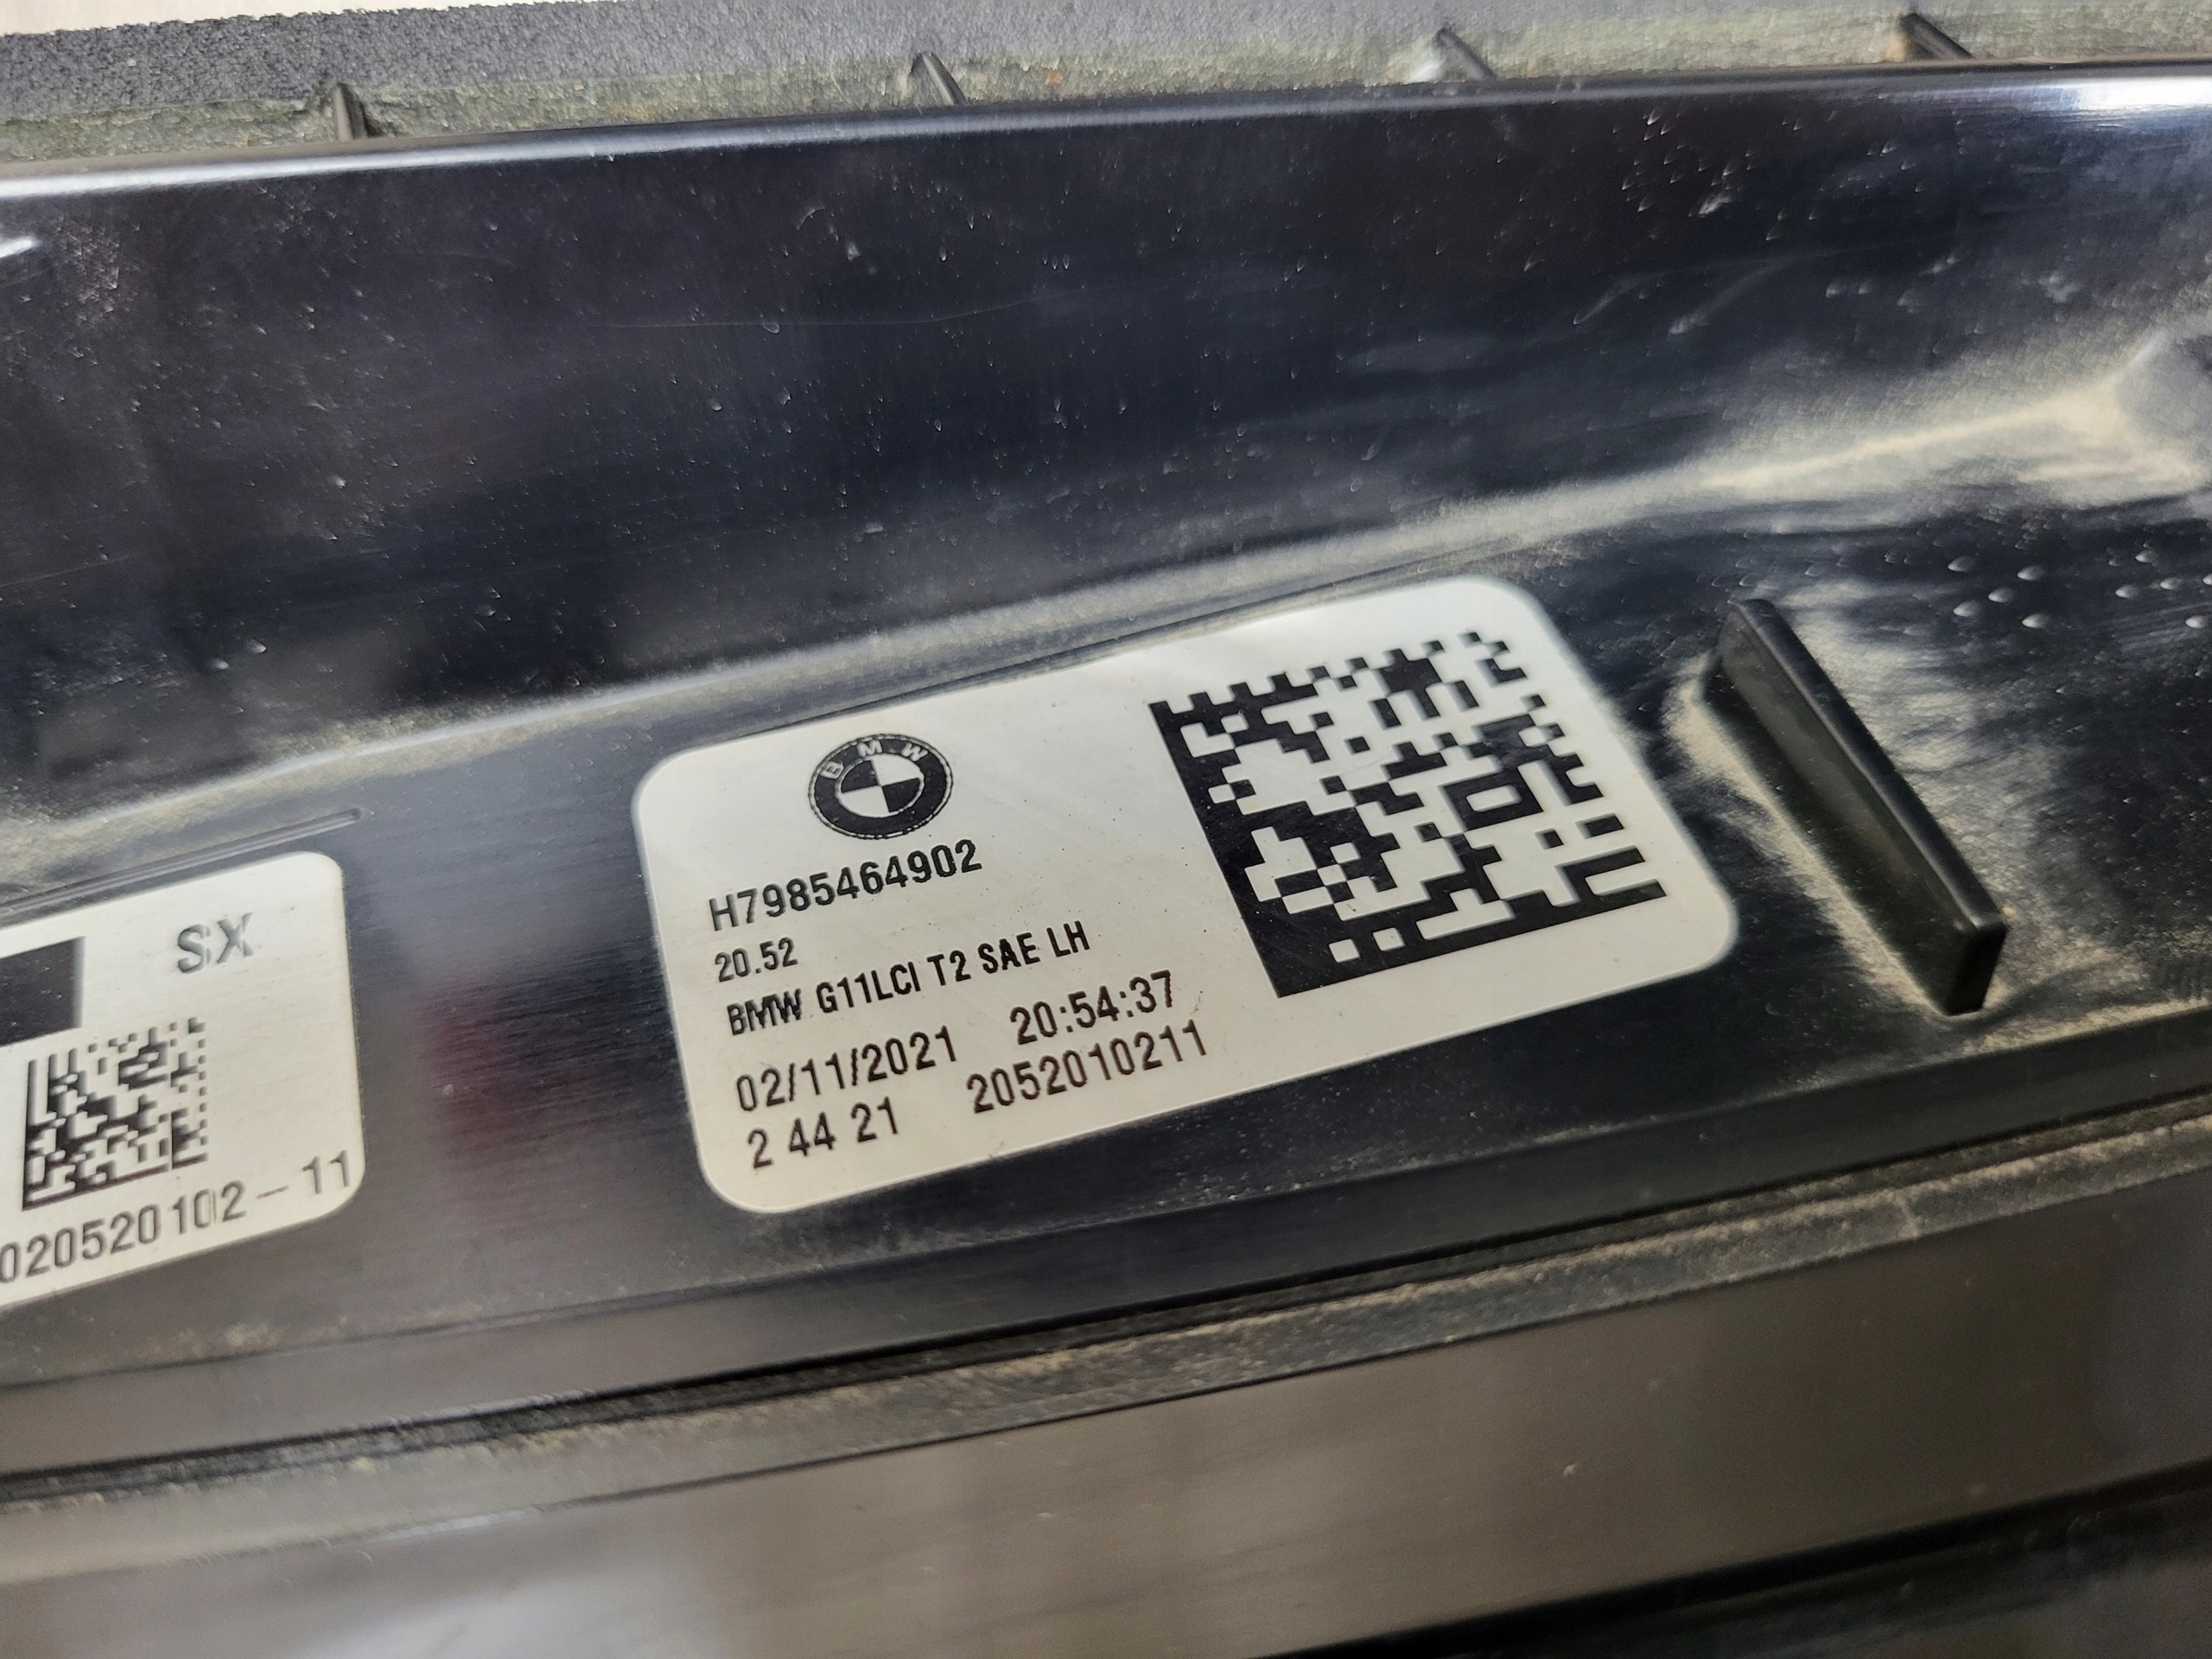 SX
020520102-11
BMW
H7985464902
20.52
BMW G11LCI T2 SAE LH
02/11/2021 20:54:37
2 44 21 2052010211